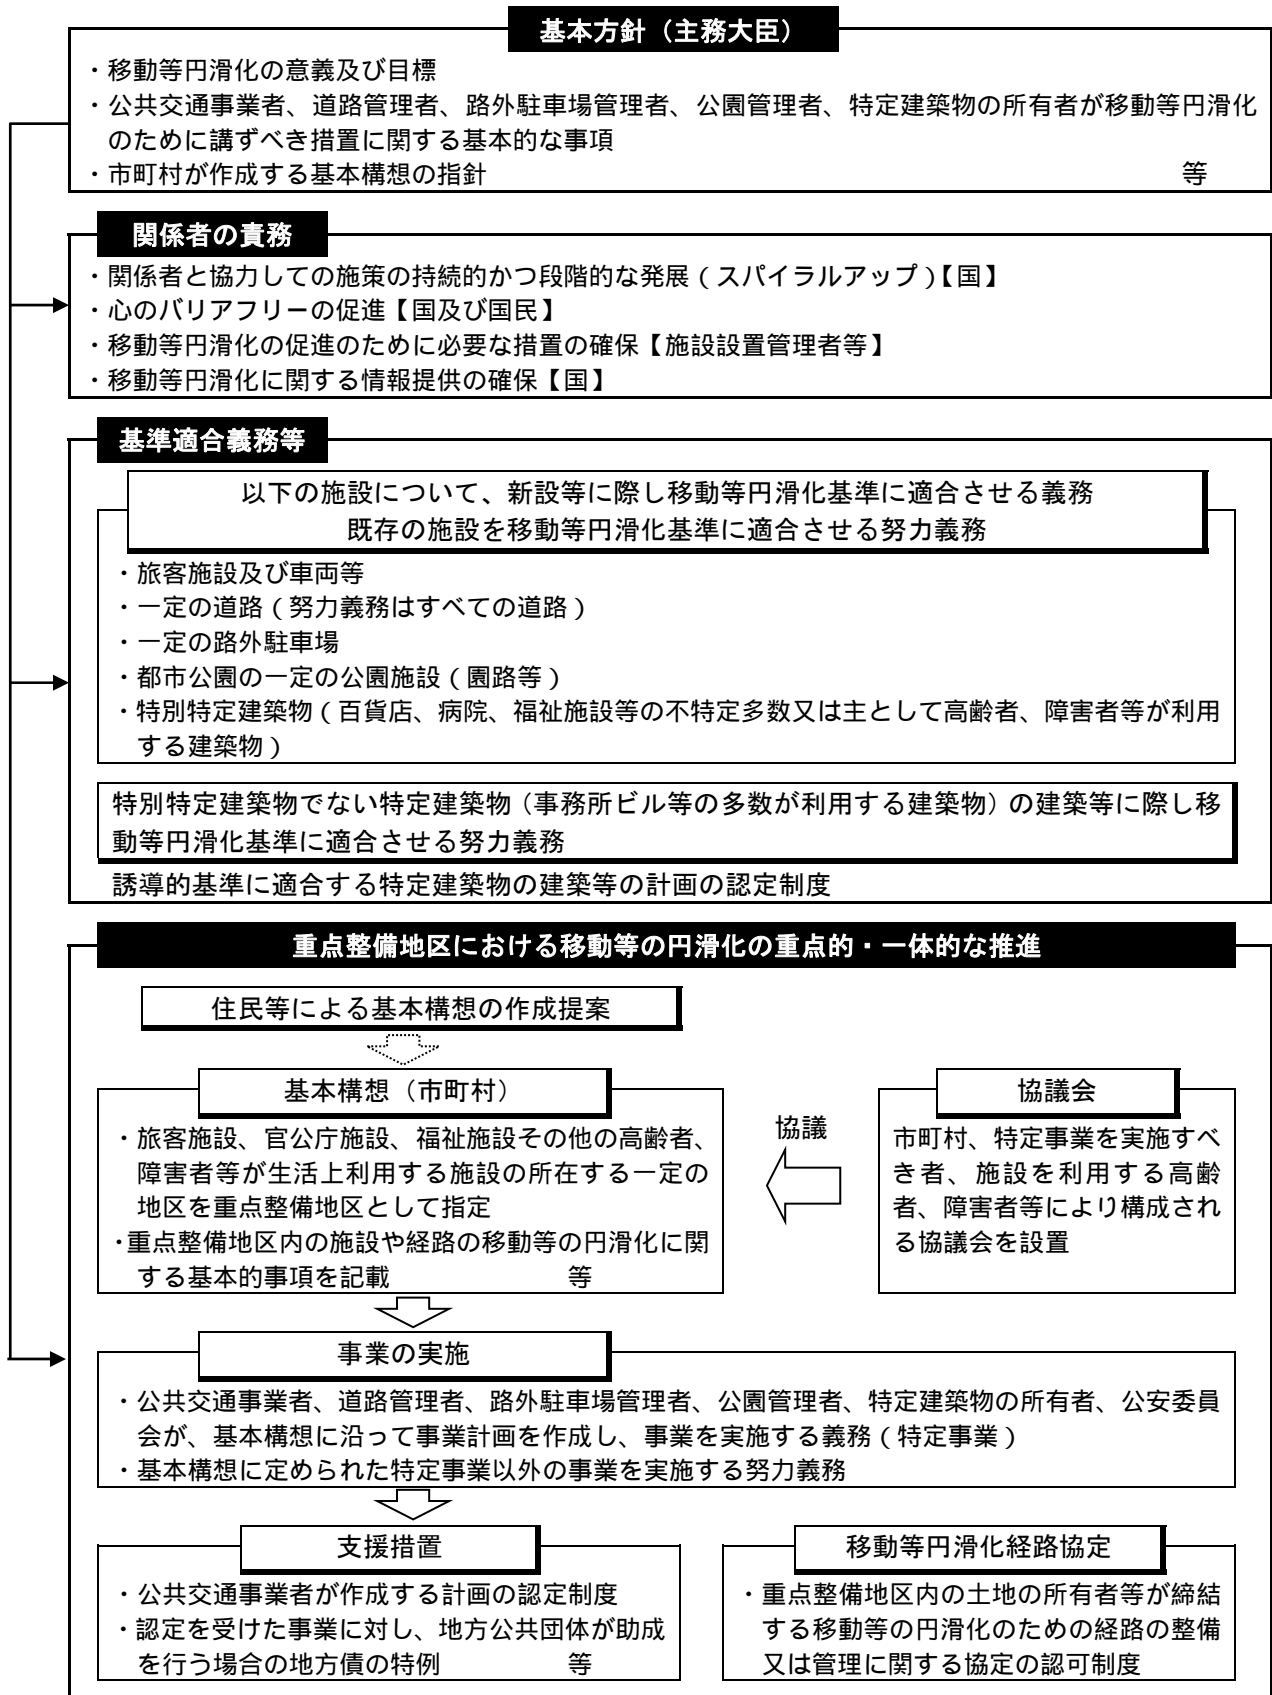 基本方針（主務大臣）
・移動等円滑化の意義及び目標
・公共交通事業者、道路管理者、路外駐車場管理者、公園管理者、特定建築物の所有者が移動等円滑化
のために講ずべき措置に関する基本的な事項
・市町村が作成する基本構想の指針 等
関係者の責務
・関係者と協力しての施策の持続的かつ段階的な発展（スパイラルアップ）【国】
・心のバリアフリーの促進【国及び国民】
・移動等円滑化の促進のために必要な措置の確保【施設設置管理者等】
・移動等円滑化に関する情報提供の確保【国】
基準適合義務等
以下の施設について、新設等に際し移動等円滑化基準に適合させる義務
既存の施設を移動等円滑化基準に適合させる努力義務
・旅客施設及び車両等
・一定の道路（努力義務はすべての道路）
・一定の路外駐車場
・都市公園の一定の公園施設（園路等）
・特別特定建築物（百貨店、病院、福祉施設等の不特定多数又は主として高齢者、障害者等が利用
する建築物）
特別特定建築物でない特定建築物（事務所ビル等の多数が利用する建築物）の建築等に際し移
動等円滑化基準に適合させる努力義務
誘導的基準に適合する特定建築物の建築等の計画の認定制度
重点整備地区における移動等の円滑化の重点的・一体的な推進
住民等による基本構想の作成提案
基本構想（市町村）
・旅客施設、官公庁施設、福祉施設その他の高齢者、
障害者等が生活上利用する施設の所在する一定の
地区を重点整備地区として指定
・重点整備地区内の施設や経路の移動等の円滑化に関
する基本的事項を記載 等
協議
協議会
市町村、特定事業を実施すべ
き者、施設を利用する高齢
者、障害者等により構成され
る協議会を設置
事業の実施
・公共交通事業者、道路管理者、路外駐車場管理者、公園管理者、特定建築物の所有者、公安委員
会が、基本構想に沿って事業計画を作成し、事業を実施する義務（特定事業）
・基本構想に定められた特定事業以外の事業を実施する努力義務
支援措置
・公共交通事業者が作成する計画の認定制度
・認定を受けた事業に対し、地方公共団体が助成
を行う場合の地方債の特例 等
移動等円滑化経路協定
・重点整備地区内の土地の所有者等が締結
する移動等の円滑化のための経路の整備
又は管理に関する協定の認可制度